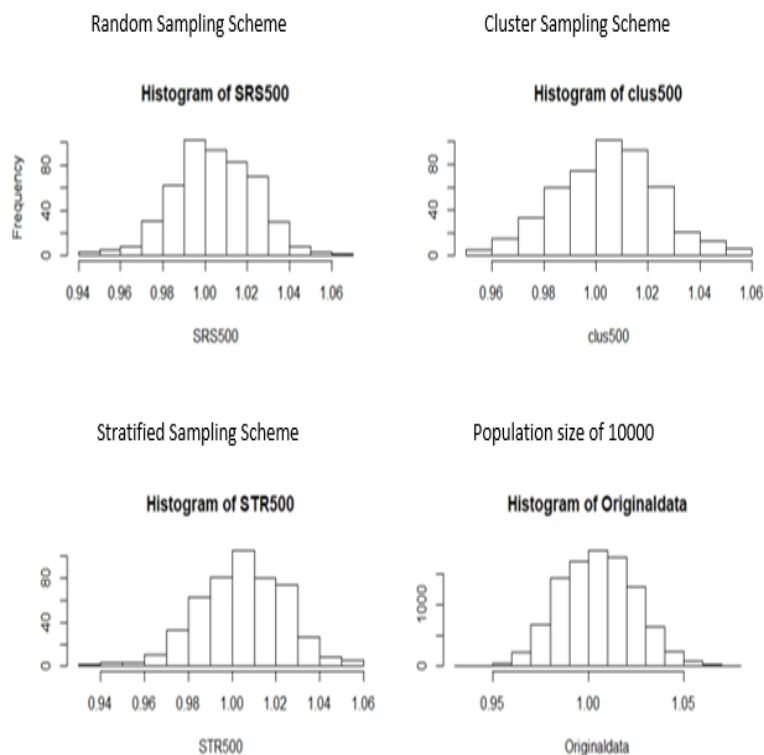 Random Sampling Scheme
Cluster Sampling Scheme
Histogram of SRS500
Histogram of clus500
Frequency
0 40 80
0 40 80
0.94 0.96 0.98 1.00 1.02 1.04 1.06
0.96 0.98 1.00 1.02 1.04 1.06
SRS500
clus500
Stratified Sampling Scheme
Population size of 10000
Histogram of STR500
Histogram of Originaldata
0 40 80
0 1000
0.94 0.96 0.98 1.00 1.02 1.04 1.06
0.95 1.00 1.05
STR500
Originaldata